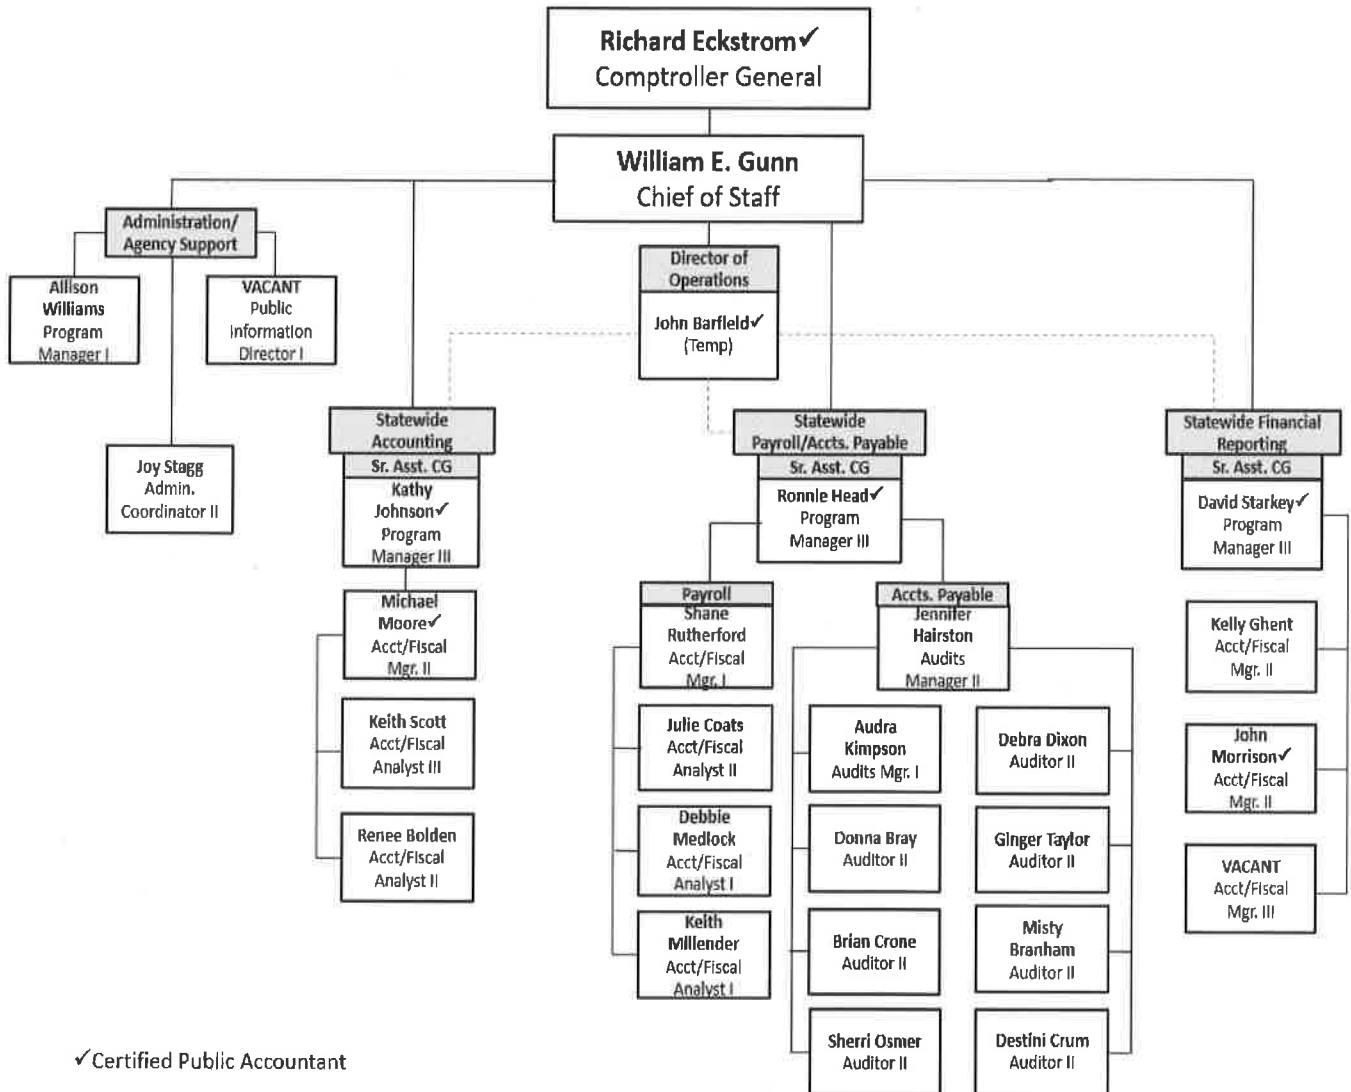 Richard Eckstrom✓
Comptroller General
William E. Gunn
Chief of Staff
Administration/
Agency Support
Allison
Williams
Program
Manager I
VACANT
Public
Information
Director I
Joy Stagg
Admin.
Coordinator II
Director of
Operations
John Barfield✓
(Temp)
Statewide
Accounting
Sr. Asst. CG
Kathy
Johnson✓
Program
Manager III
Michael
Moore✓
Acct/Fiscal
Mgr. II
Keith Scott
Acct/Fiscal
Analyst III
Renee Bolden
Acct/Fiscal
Analyst II
Statewide
Payroll/Accts. Payable
Sr. Asst. CG
Ronnie Head✓
Program
Manager III
Payroll
Shane
Rutherford
Acct/Fiscal
Mgr. I
Julie Coats
Acct/Fiscal
Analyst II
Debbie
Medlock
Acct/Fiscal
Analyst I
Keith
Millender
Acct/Fiscal
Analyst I
Accts. Payable
Jennifer
Hairston
Audits
Manager II
Audra
Kimpson
Audits Mgr. I
Donna Bray
Auditor II
Brian Crone
Auditor II
Sherri Osmer
Auditor II
Debra Dixon
Auditor II
Ginger Taylor
Auditor II
Misty
Branham
Auditor II
Destini Crum
Auditor II
Statewide Financial
Reporting
Sr. Asst. CG
David Starkey✓
Program
Manager III
Kelly Ghent
Acct/Fiscal
Mgr. II
John
Morrison✓
Acct/Fiscal
Mgr. II
VACANT
Acct/Fiscal
Mgr. III
✓Certified Public Accountant